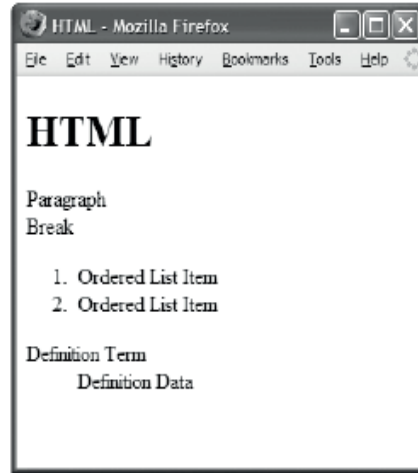 HTML - Mozilla Firefox
File Edit View History Bookmarks Tools Help
HTML
Paragraph
Break
1. Ordered List Item
2. Ordered List Item
Definition Term
Definition Data